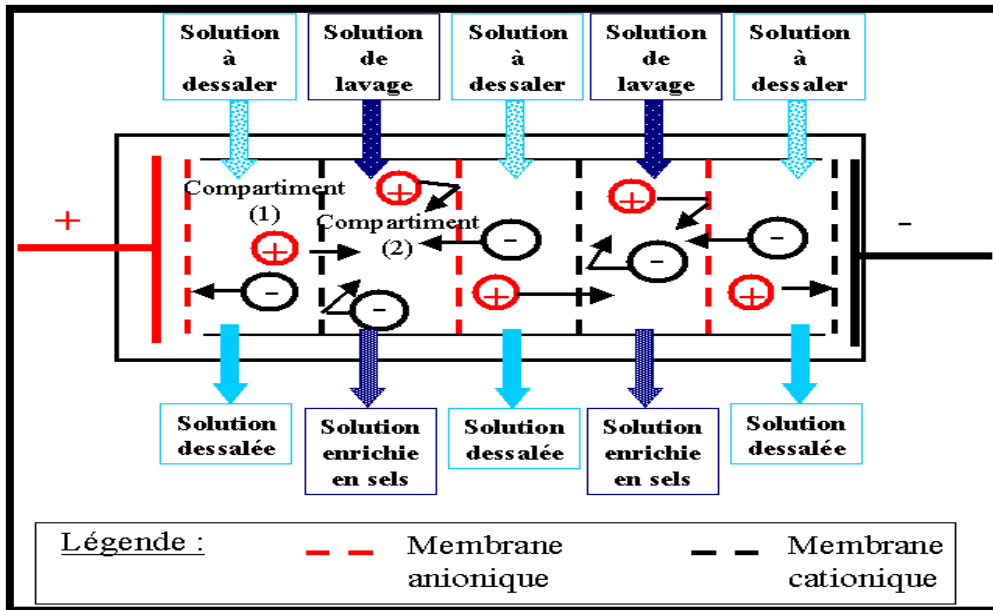 Solution
à
dessaler
Solution
de
lavage
Solution
à
dessaler
Solution
de
lavage
Solution
à
dessaler
+
-
Compartiment
(1)
Compartiment
(2)
+
+
+
+
+
-
-
-
-
-
Solution
dessalée
Solution
enrichie
en sels
Solution
dessalée
Solution
enrichie
en sels
Solution
dessalée
Légende :
Membrane
anionique
Membrane
cationique